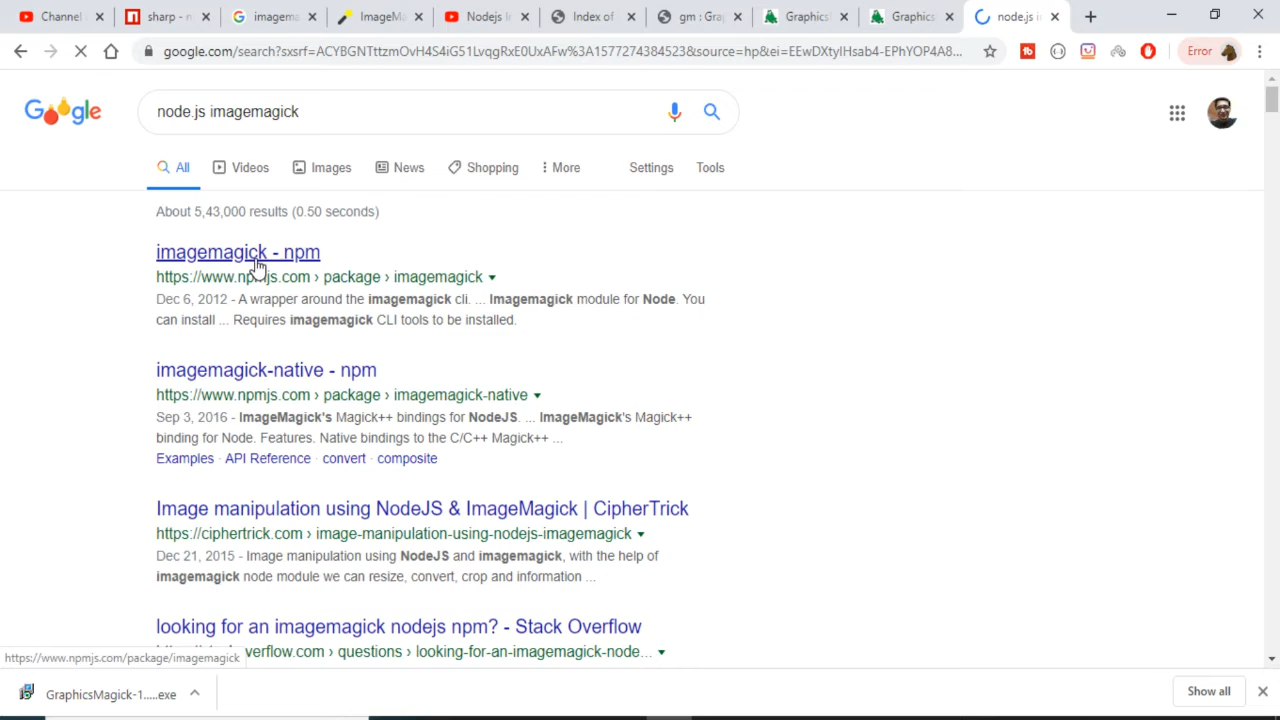 Channel
sharp - n
imagema
ImageMa
Nodejs I
Index of
gm : Gra
Graphics
Graphics
node.js i
google.com/search?sxsrf=ACYBGNTttzmOvH4S4iG51LvqgRxE0UxAFw%3A1577274384523&source=hp&ei=EEwDXtyIHsab4-EPhYOP4A8...
Error
Google
node.js imagemagick
All Videos Images News Shopping More Settings Tools
About 5,43,000 results (0.50 seconds)
imagemagick - npm
https://www.npmjs.com › package › imagemagick
Dec 6, 2012 - A wrapper around the imagemagick cli. ... Imagemagick module for Node. You
can install ... Requires imagemagick CLI tools to be installed.
imagemagick-native - npm
https://www.npmjs.com › package › imagemagick-native
Sep 3, 2016 - ImageMagick's Magick++ bindings for NodeJS. ... ImageMagick's Magick++
binding for Node. Features. Native bindings to the C/C++ Magick++ ...
Examples · API Reference · convert · composite
Image manipulation using NodeJS & ImageMagick | CipherTrick
https://ciphertrick.com › image-manipulation-using-nodejs-imagemagick
Dec 21, 2015 - Image manipulation using NodeJS and imagemagick, with the help of
imagemagick node module we can resize, convert, crop and information ...
looking for an imagemagick nodejs npm? - Stack Overflow
verflow.com › questions › looking-for-an-imagemagick-node...
https://www.npmjs.com/package/imagemagick
GraphicsMagick-1.....exe
Show all